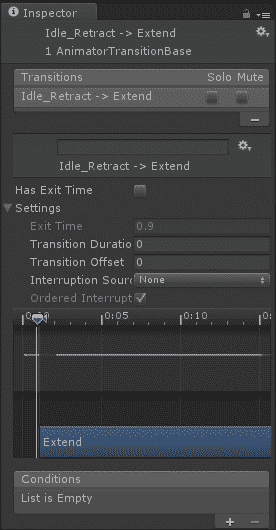 Inspector
Idle_Retract -> Extend
1 AnimatorTransitionBase
Transitions Solo Mute
Idle_Retract -> Extend
Idle_Retract -> Extend
Has Exit Time
Settings
Exit Time 0.9
Transition Duratio 0
Transition Offset 0
Interruption Sourc None
Ordered Interrupt
0:00 0:05 0:10 0:
Extend
Conditions
List is Empty